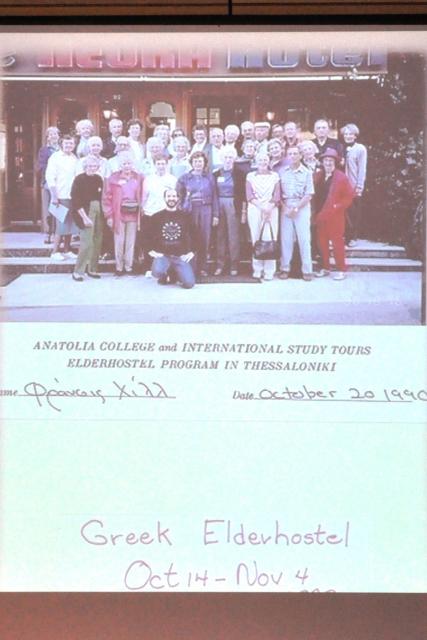 HOTEL
ANATOLIA COLLEGE and INTERNATIONAL STUDY TOURS
ELDERHOSTEL PROGRAM IN THESSALONIKI
me Φράνσις Χίλλ Date October 20 1990
Greek Elderhostel
Oct 14 - Nov 4